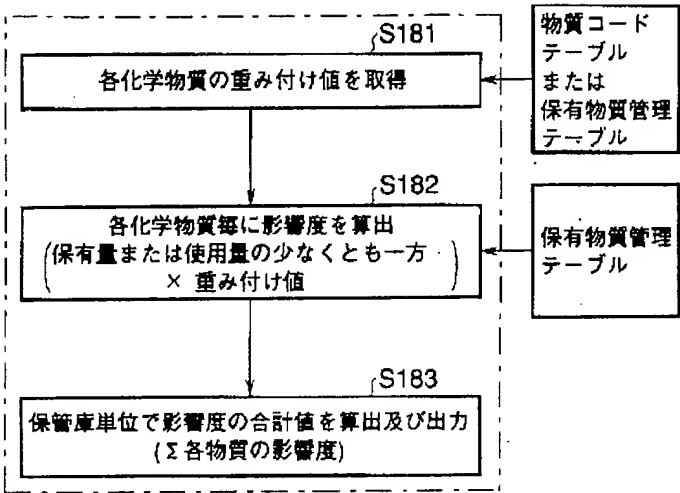 S181
各化学物質の重み付け値を取得
物質コード
テーブル
または
保有物質管理
テーブル
S182
各化学物質毎に影響度を算出
(保有量または使用量の少なくとも一方
× 重み付け値)
保有物質管理
テーブル
S183
保管庫単位で影響度の合計値を算出及び出力
(Σ各物質の影響度)